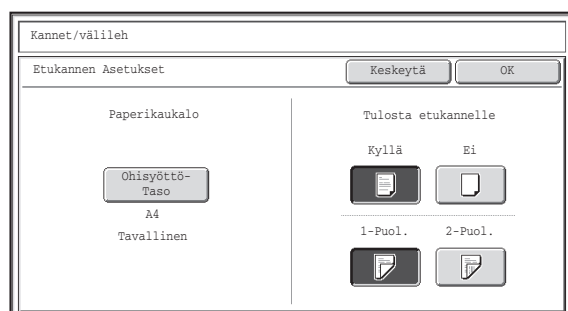 Kannet/välileh
Etukannen Asetukset
Keskeytä
OK
Paperikaukalo
Ohisyöttö-
Taso
A4
Tavallinen
Tulosta etukannelle
Kyllä
Ei
1-Puol.
2-Puol.